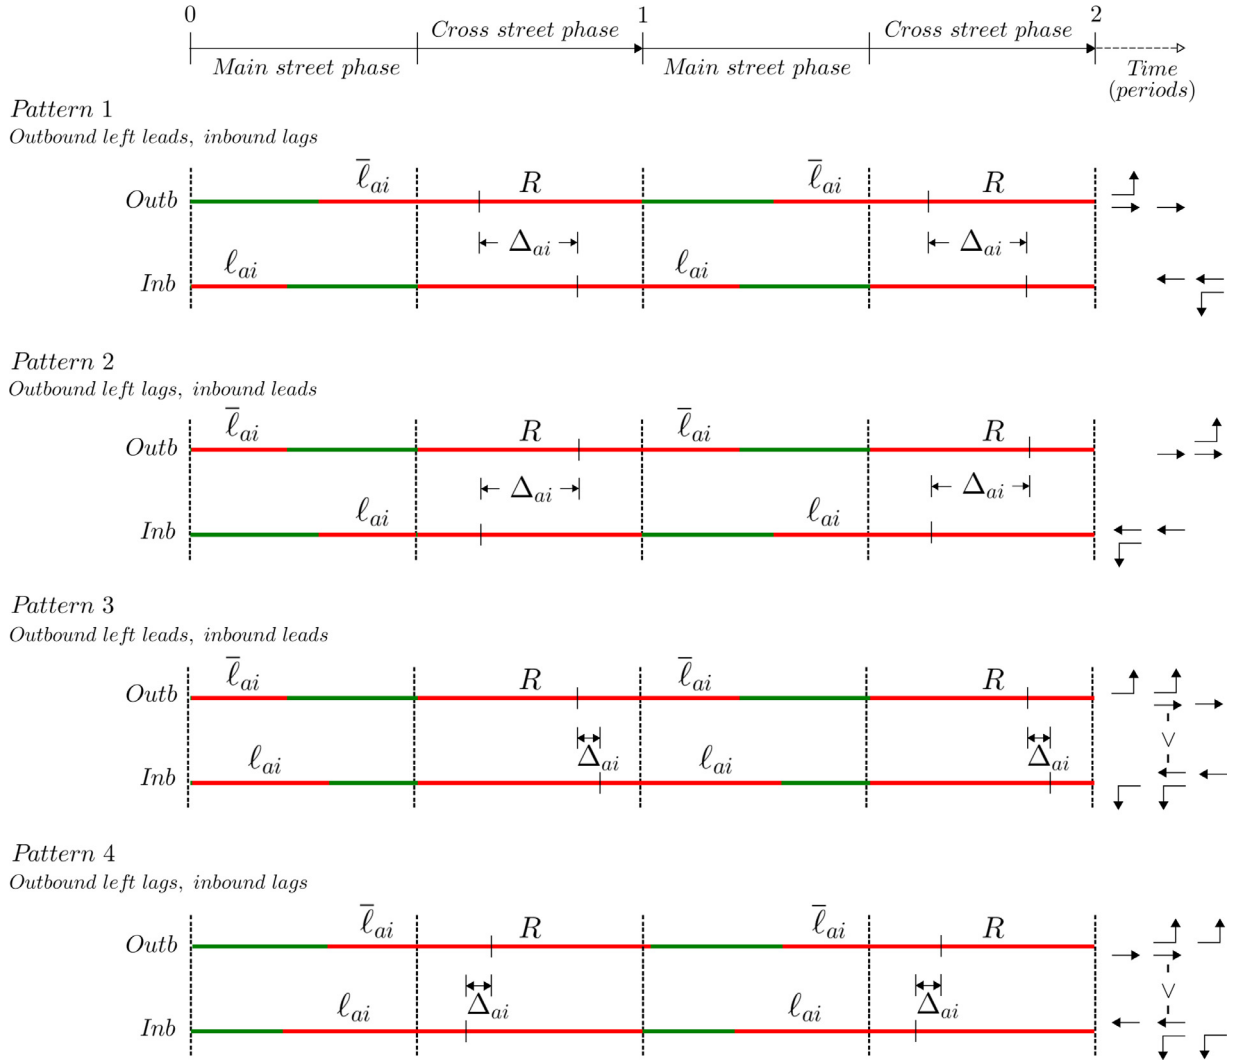 0 1 2
Cross street phase Cross street phase
Main street phase Main street phase Time
(periods)
Pattern 1
Outbound left leads, inbound lags
ℓ̅ai ℓ̅ai
Outb R R
Δai Δai
ℓai ℓai
Inb
Pattern 2
Outbound left lags, inbound leads
ℓ̅ai ℓ̅ai
Outb R R
Δai Δai
ℓai ℓai
Inb
Pattern 3
Outbound left leads, inbound leads
ℓ̅ai ℓ̅ai
Outb R R
ℓai Δai ℓai Δai
Inb
Pattern 4
Outbound left lags, inbound lags
ℓ̅ai ℓ̅ai
Outb R R
ℓai Δai ℓai Δai
Inb